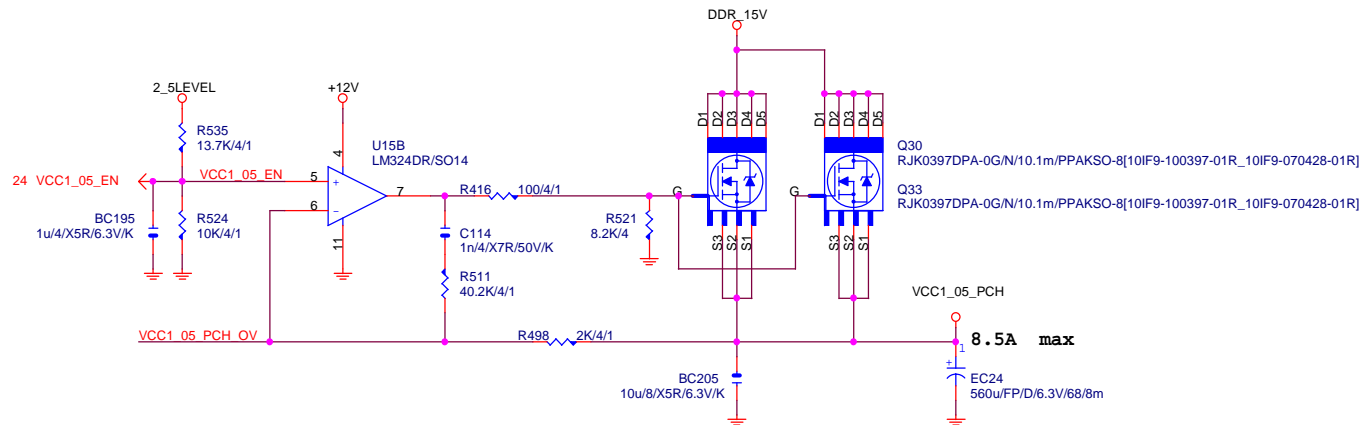 DDR_15V
2_5LEVEL
+12V
R535
13.7K/4/1
U15B
LM324DR/SO14
4
D1
D2
D3
D4
D5
D1
D2
D3
D4
D5
Q30
RJK0397DPA-0G/N/10.1m/PPAKSO-8[10IF9-100397-01R_10IF9-070428-01R]
24 VCC1_05_EN
VCC1_05_EN
5
+
7
6
−
R416
100/4/1
G
G
Q33
RJK0397DPA-0G/N/10.1m/PPAKSO-8[10IF9-100397-01R_10IF9-070428-01R]
BC195
1u/4/X5R/6.3V/K
R524
10K/4/1
11
C114
1n/4/X7R/50V/K
R521
8.2K/4
S3
S2
S1
S3
S2
S1
R511
40.2K/4/1
VCC1_05_PCH
VCC1_05_PCH_OV
R498
2K/4/1
8.5A max
1
+
BC205
10u/8/X5R/6.3V/K
EC24
560u/FP/D/6.3V/68/8m